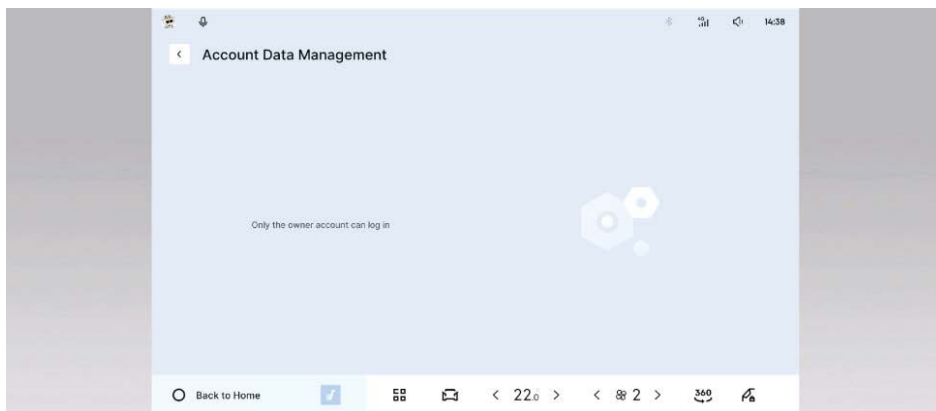 4G
14:38
Account Data Management
Only the owner account can log in
Back to Home
22.0
2
360